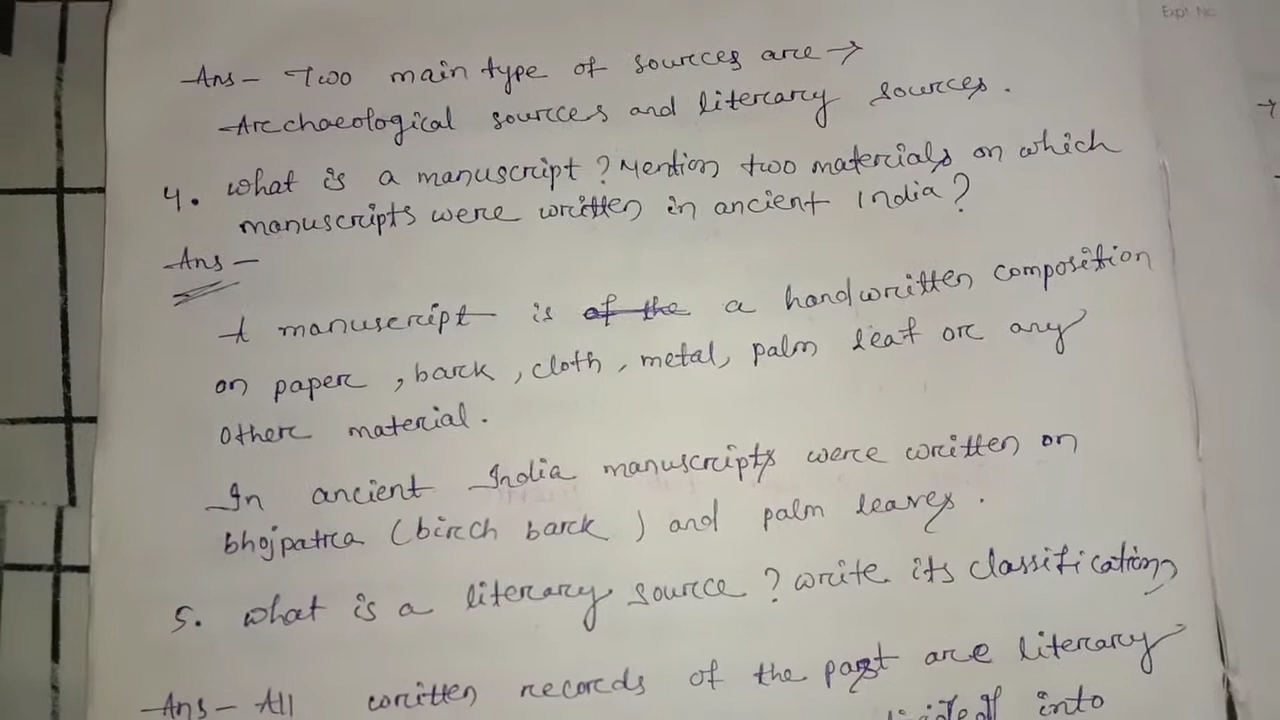 Expt No
Ans - Two main type of sources are →
Archaeological sources and literary sources.
4. what is a manuscript ? Mention two materials on which
manuscripts were written in ancient India ?
Ans -
A manuscript is of the a handwritten composition
on paper , bark , cloth , metal, palm leaf or any
other material .
In ancient India manuscripts were written on
bhojpatra ( birch bark ) and palm leaves .
5. what is a literary source ? write its classification
Ans - All written records of the past are literary
into